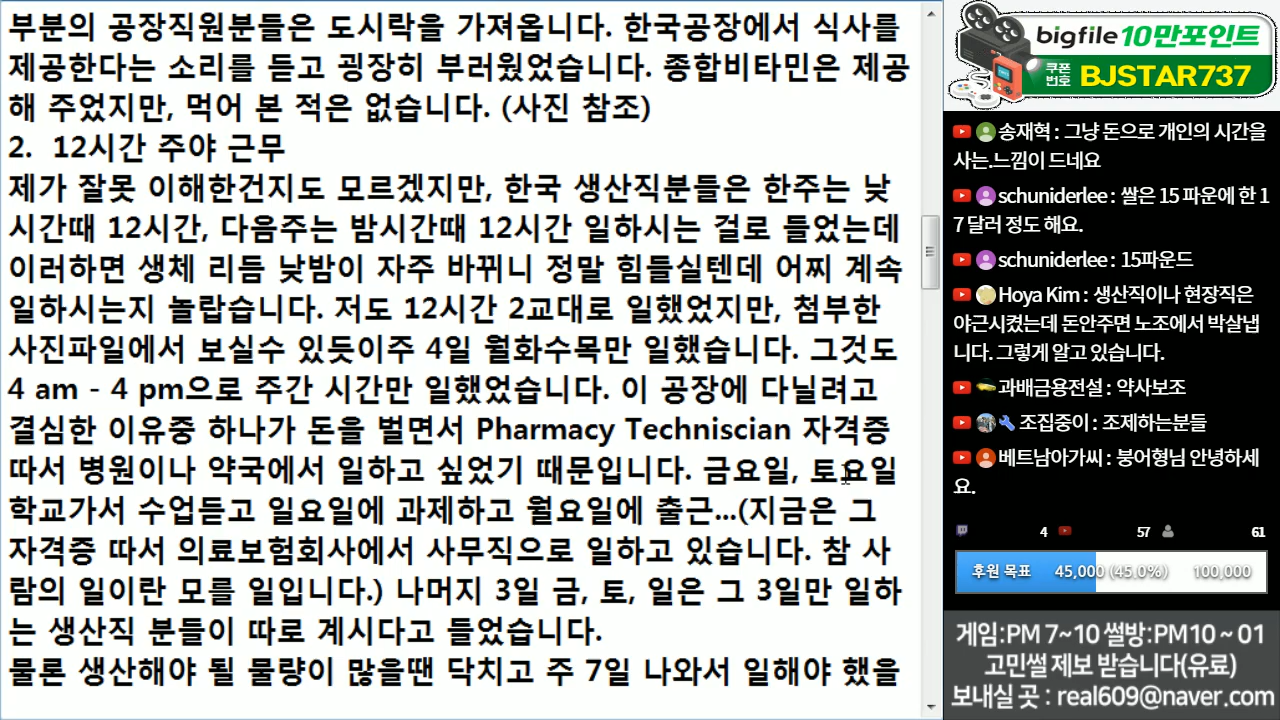 부분의 공장직원분들은 도시락을 가져옵니다. 한국공장에서 식사를
제공한다는 소리를 듣고 굉장히 부러웠었습니다. 종합비타민은 제공
해 주었지만, 먹어 본 적은 없습니다. (사진 참조)
2. 12시간 주야 근무
제가 잘못 이해한건지도 모르겠지만, 한국 생산직분들은 한주는 낮
시간때 12시간, 다음주는 밤시간때 12시간 일하시는 걸로 들었는데
이러하면 생체 리듬 낮밤이 자주 바뀌니 정말 힘들실텐데 어찌 계속
일하시는지 놀랍습니다. 저도 12시간 2교대로 일했었지만, 첨부한
사진파일에서 보실수 있듯이주 4일 월화수목만 일했습니다. 그것도
4 am - 4 pm으로 주간 시간만 일했었습니다. 이 공장에 다닐려고
결심한 이유중 하나가 돈을 벌면서 Pharmacy Techniscian 자격증
따서 병원이나 약국에서 일하고 싶었기 때문입니다. 금요일, 토요일
학교가서 수업듣고 일요일에 과제하고 월요일에 출근...(지금은 그
자격증 따서 의료보험회사에서 사무직으로 일하고 있습니다. 참 사
람의 일이란 모를 일입니다.) 나머지 3일 금, 토, 일은 그 3일만 일하
는 생산직 분들이 따로 계시다고 들었습니다.
물론 생산해야 될 물량이 많을땐 닥치고 주 7일 나와서 일해야 했을
bigfile 10만포인트
쿠폰번호 BJSTAR737
송재혁 : 그냥 돈으로 개인의 시간을
사는.느낌이 드네요
schuniderlee : 쌀은 15 파운에 한 1
7 달러 정도 해요.
schuniderlee : 15파운드
Hoya Kim : 생산직이나 현장직은
야근시켰는데 돈안주면 노조에서 박살냅
니다. 그렇게 알고 있습니다.
과배금용전설 : 약사보조
조집중이 : 조제하는분들
베트남아가씨 : 붕어형님 안녕하세
요.
4 57 61
후원 목표 45,000 (45.0%) 100,000
게임:PM 7~10 썰방:PM10 ~ 01
고민썰 제보 받습니다(유료)
보내실 곳 : real609@naver.com